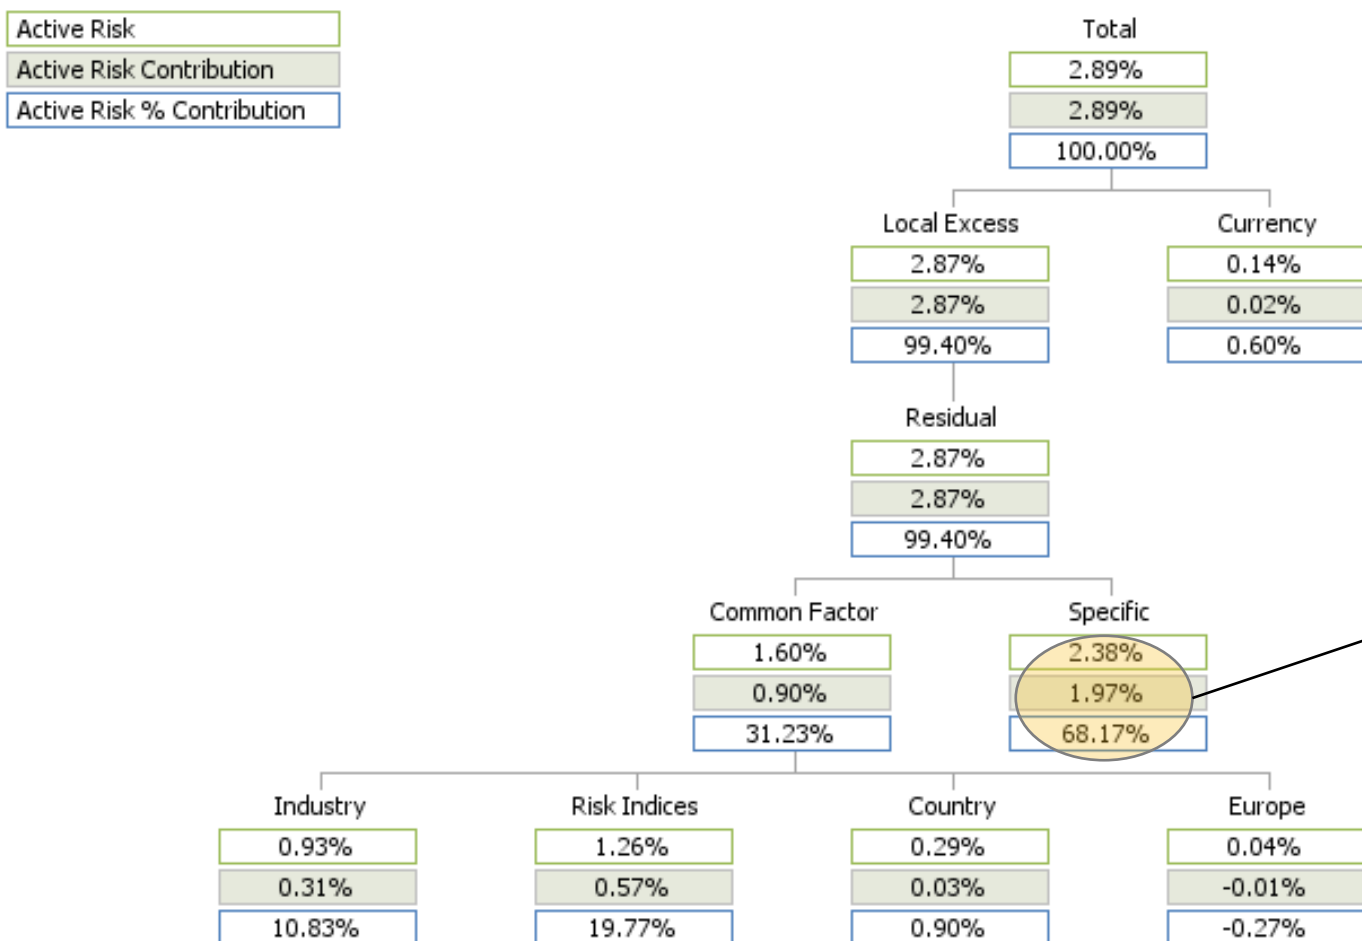 Active Risk
Active Risk Contribution
Active Risk % Contribution
Total
2.89%
2.89%
100.00%
Local Excess
2.87%
2.87%
99.40%
Currency
0.14%
0.02%
0.60%
Residual
2.87%
2.87%
99.40%
Common Factor
1.60%
0.90%
31.23%
Specific
2.38%
1.97%
68.17%
Industry
0.93%
0.31%
10.83%
Risk Indices
1.26%
0.57%
19.77%
Country
0.29%
0.03%
0.90%
Europe
0.04%
-0.01%
-0.27%